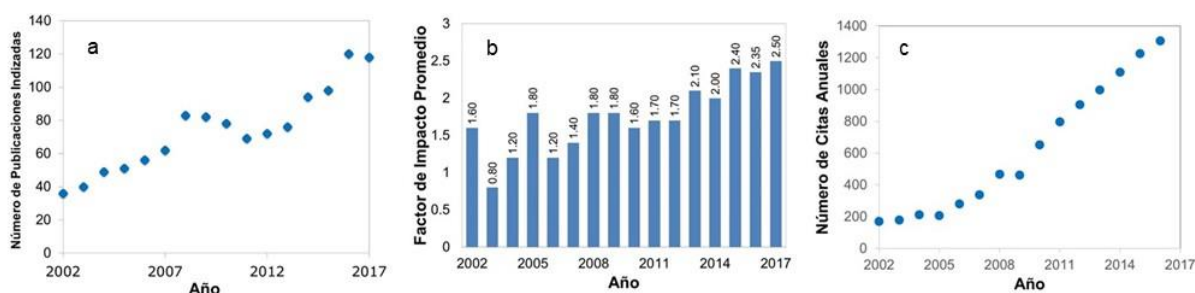 a
Número de Publicaciones Indizadas
140
120
100
80
60
40
20
0
2002 2007 2012 2017
Año
b
Factor de Impacto Promedio
3
2.5
2
1.5
1
0.5
0
1.60 0.80 1.20 1.80 1.20 1.40 1.80 1.80 1.60 1.70 1.70 2.10 2.00 2.40 2.35 2.50
2002 2005 2008 2011 2014 2017
Año
c
Número de Citas Anuales
1400
1200
1000
800
600
400
200
0
2002 2005 2008 2011 2014 2017
Año